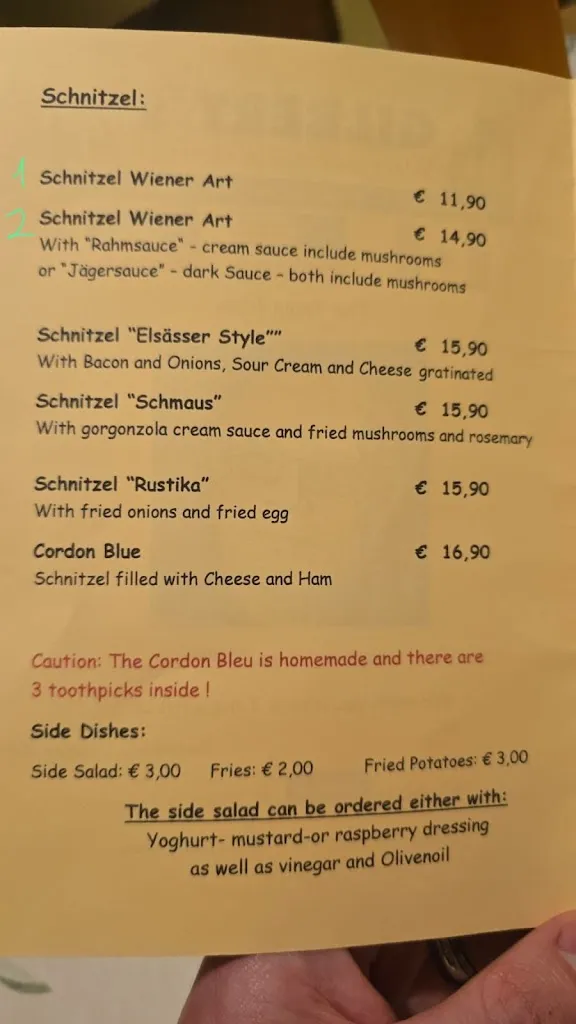 Schnitzel:
1 Schnitzel Wiener Art € 11,90
2 Schnitzel Wiener Art € 14,90
With "Rahmsauce" - cream sauce include mushrooms
or "Jägersauce" - dark Sauce - both include mushrooms
Schnitzel "Elsässer Style"" € 15,90
With Bacon and Onions, Sour Cream and Cheese gratinated
Schnitzel "Schmaus" € 15,90
With gorgonzola cream sauce and fried mushrooms and rosemary
Schnitzel "Rustika" € 15,90
With fried onions and fried egg
Cordon Blue € 16,90
Schnitzel filled with Cheese and Ham
Caution: The Cordon Bleu is homemade and there are
3 toothpicks inside !
Side Dishes:
Side Salad: € 3,00 Fries: € 2,00 Fried Potatoes: € 3,00
The side salad can be ordered either with:
Yoghurt- mustard-or raspberry dressing
as well as vinegar and Olivenoil